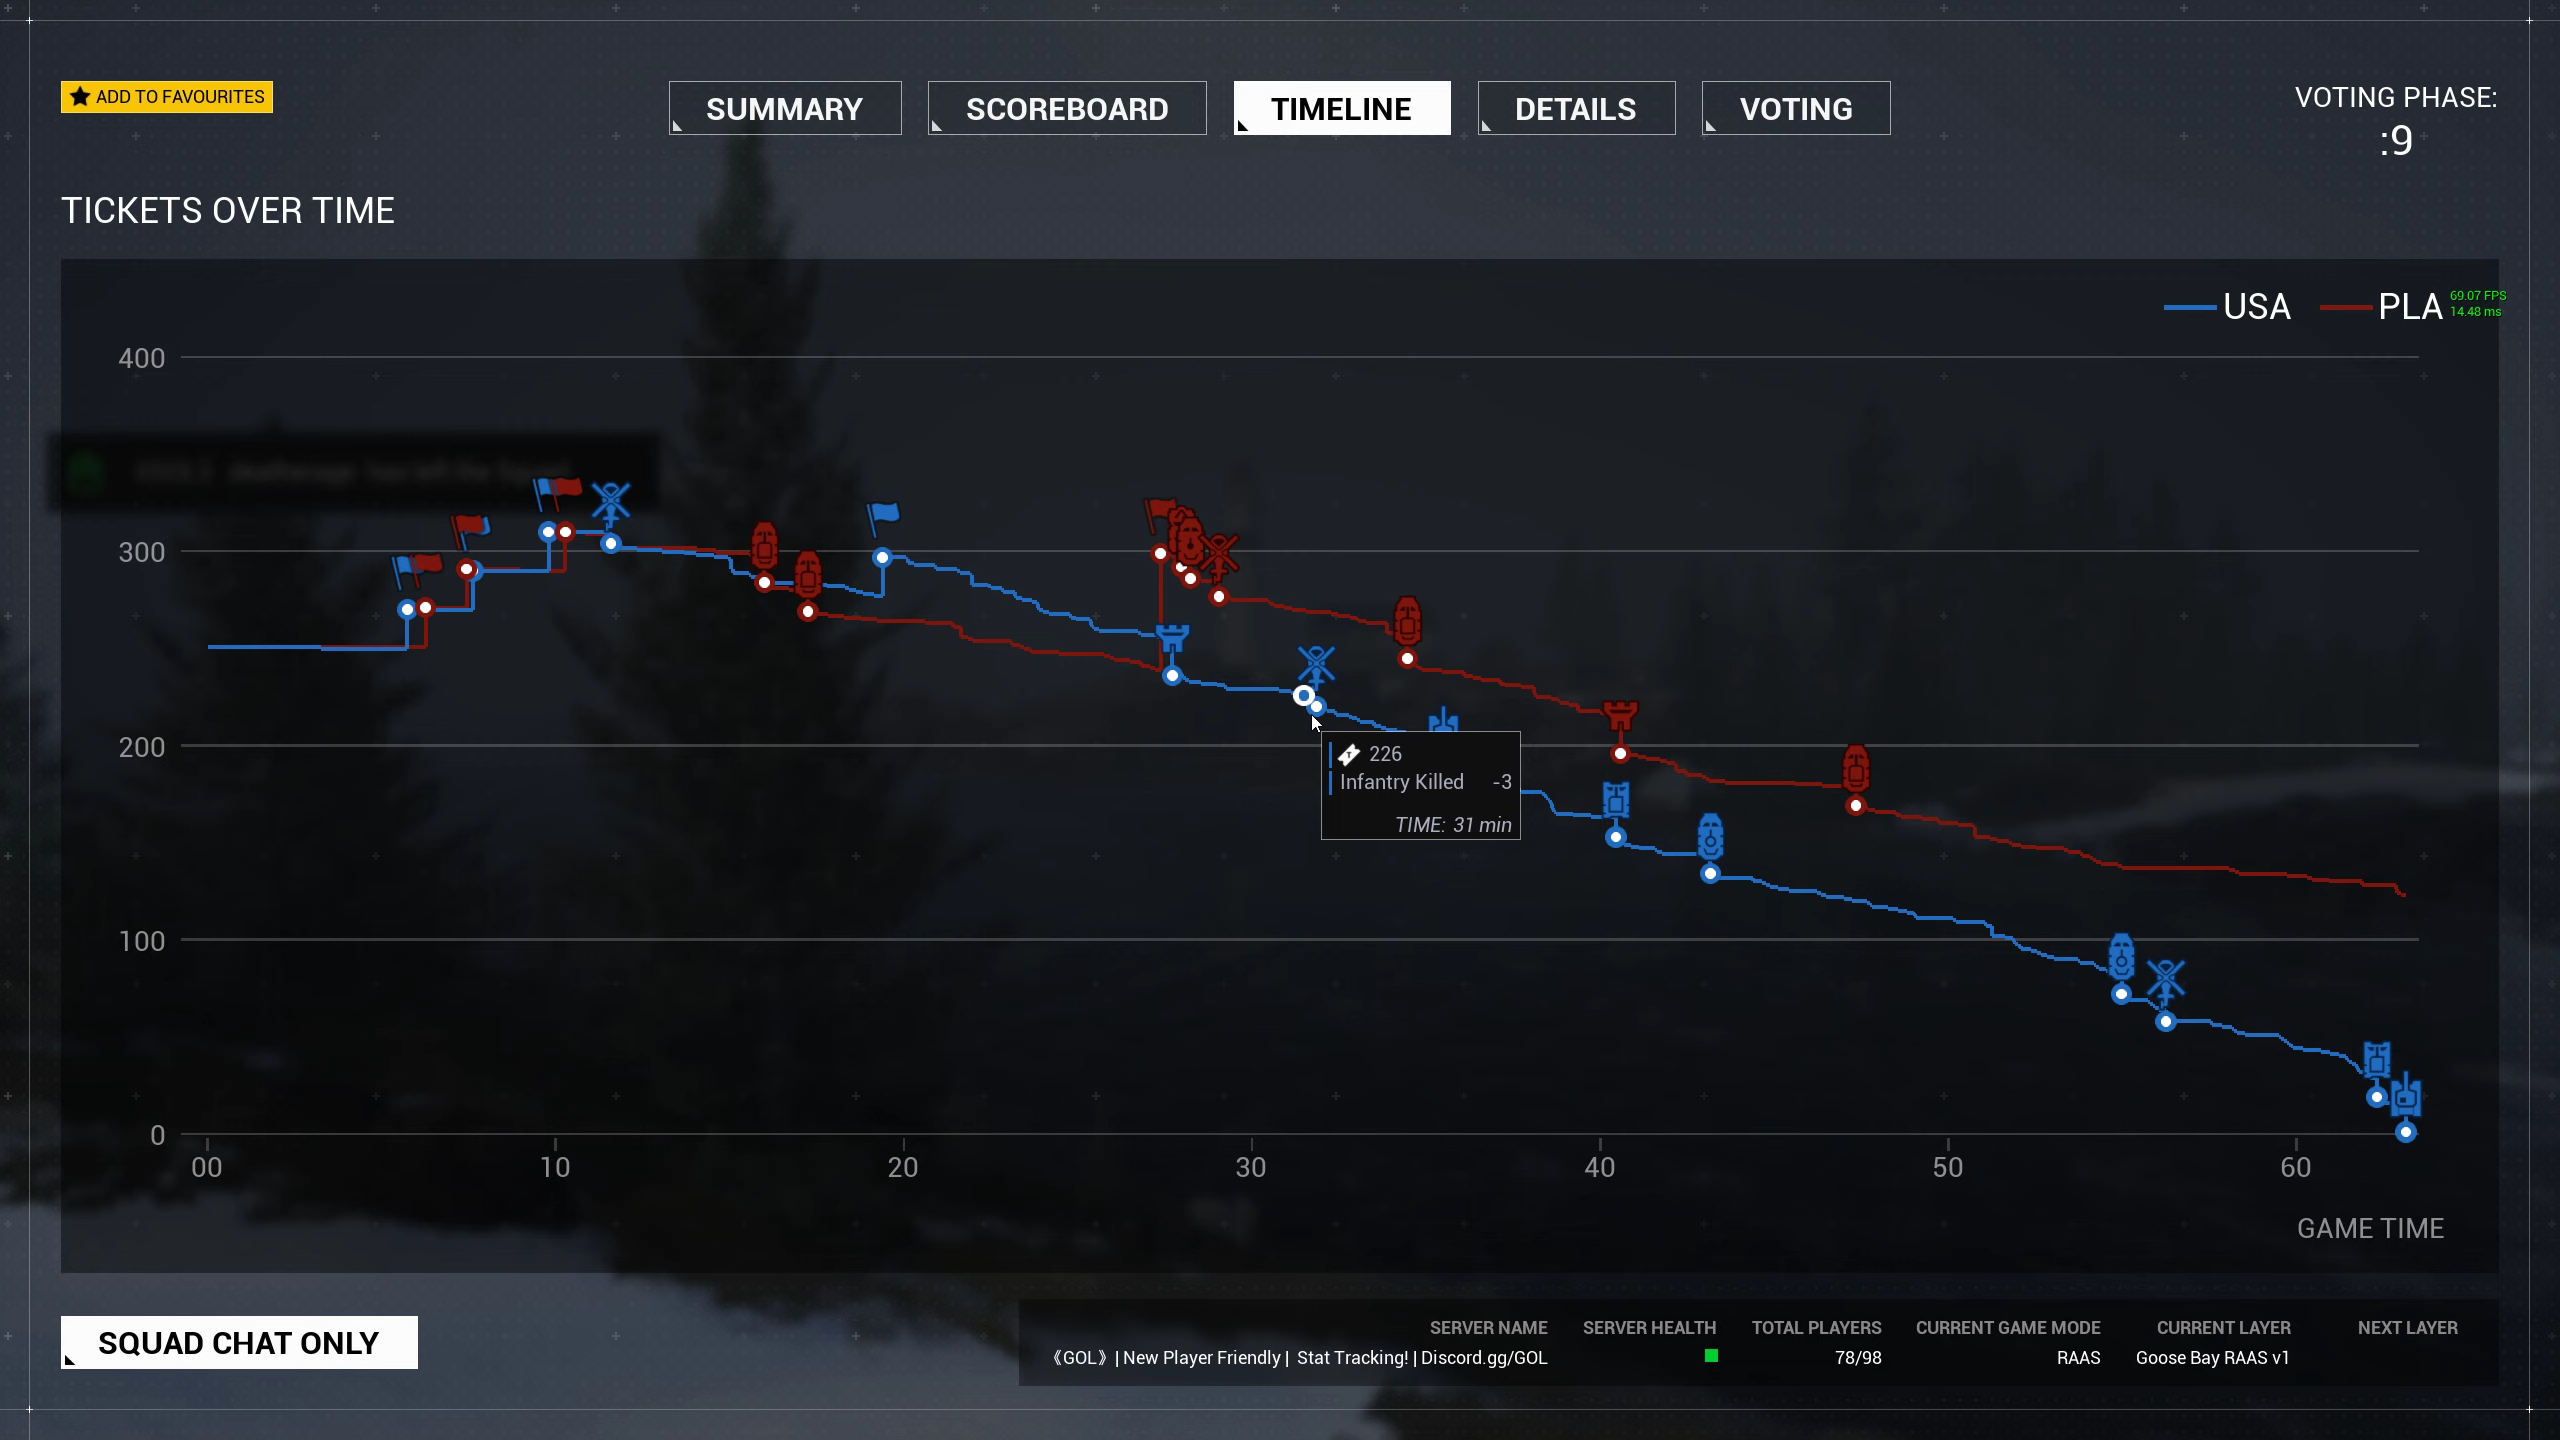 ADD TO FAVOURITES
SUMMARY
SCOREBOARD
TIMELINE
DETAILS
VOTING
VOTING PHASE:
:9
TICKETS OVER TIME
USA
PLA
69.07 FPS
14.48 ms
400
300
200
100
0
226
Infantry Killed -3
TIME: 31 min
00 10 20 30 40 50 60
GAME TIME
SQUAD CHAT ONLY
SERVER NAME SERVER HEALTH TOTAL PLAYERS CURRENT GAME MODE CURRENT LAYER NEXT LAYER
《GOL》| New Player Friendly | Stat Tracking! | Discord.gg/GOL 78/98 RAAS Goose Bay RAAS v1